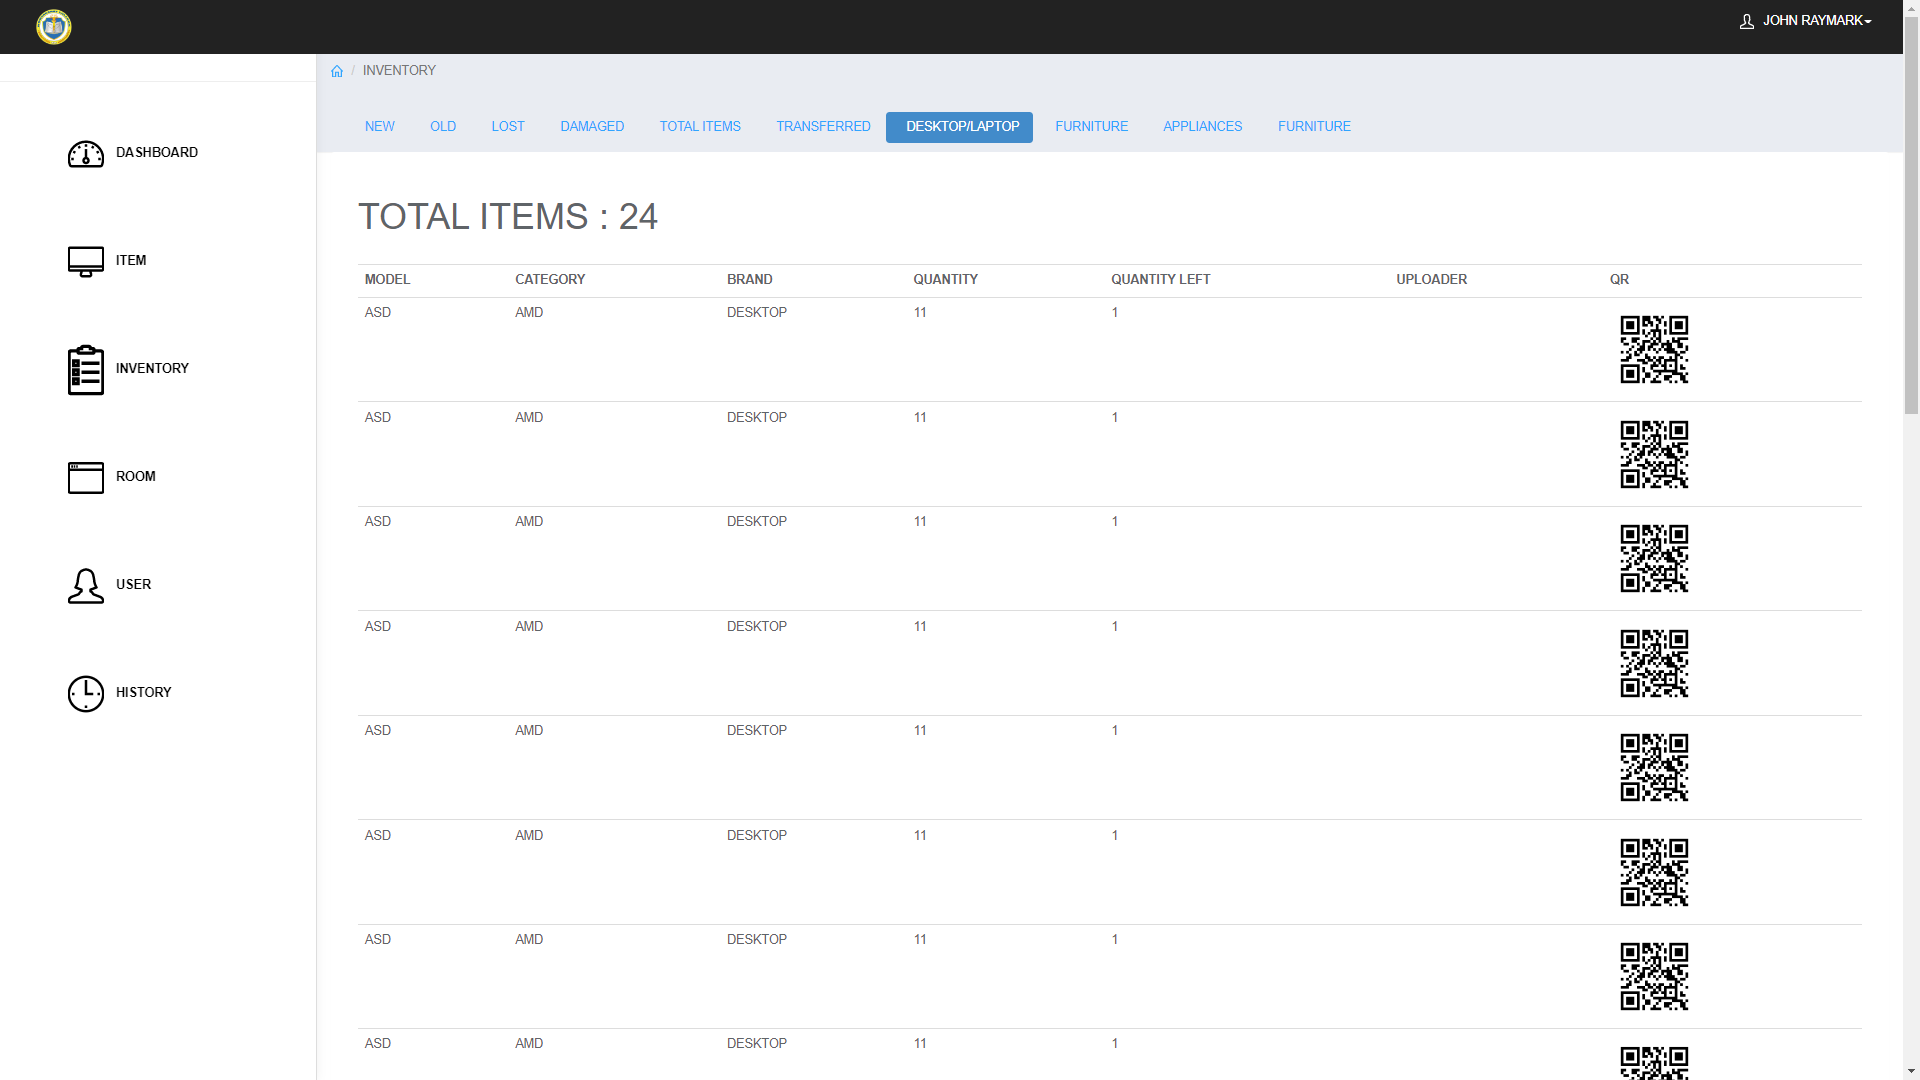 JOHN RAYMARK
/ INVENTORY
NEW OLD LOST DAMAGED TOTAL ITEMS TRANSFERRED DESKTOP/LAPTOP FURNITURE APPLIANCES FURNITURE
DASHBOARD
ITEM
INVENTORY
ROOM
USER
HISTORY
TOTAL ITEMS : 24
MODEL CATEGORY BRAND QUANTITY QUANTITY LEFT UPLOADER QR
ASD AMD DESKTOP 11 1
ASD AMD DESKTOP 11 1
ASD AMD DESKTOP 11 1
ASD AMD DESKTOP 11 1
ASD AMD DESKTOP 11 1
ASD AMD DESKTOP 11 1
ASD AMD DESKTOP 11 1
ASD AMD DESKTOP 11 1